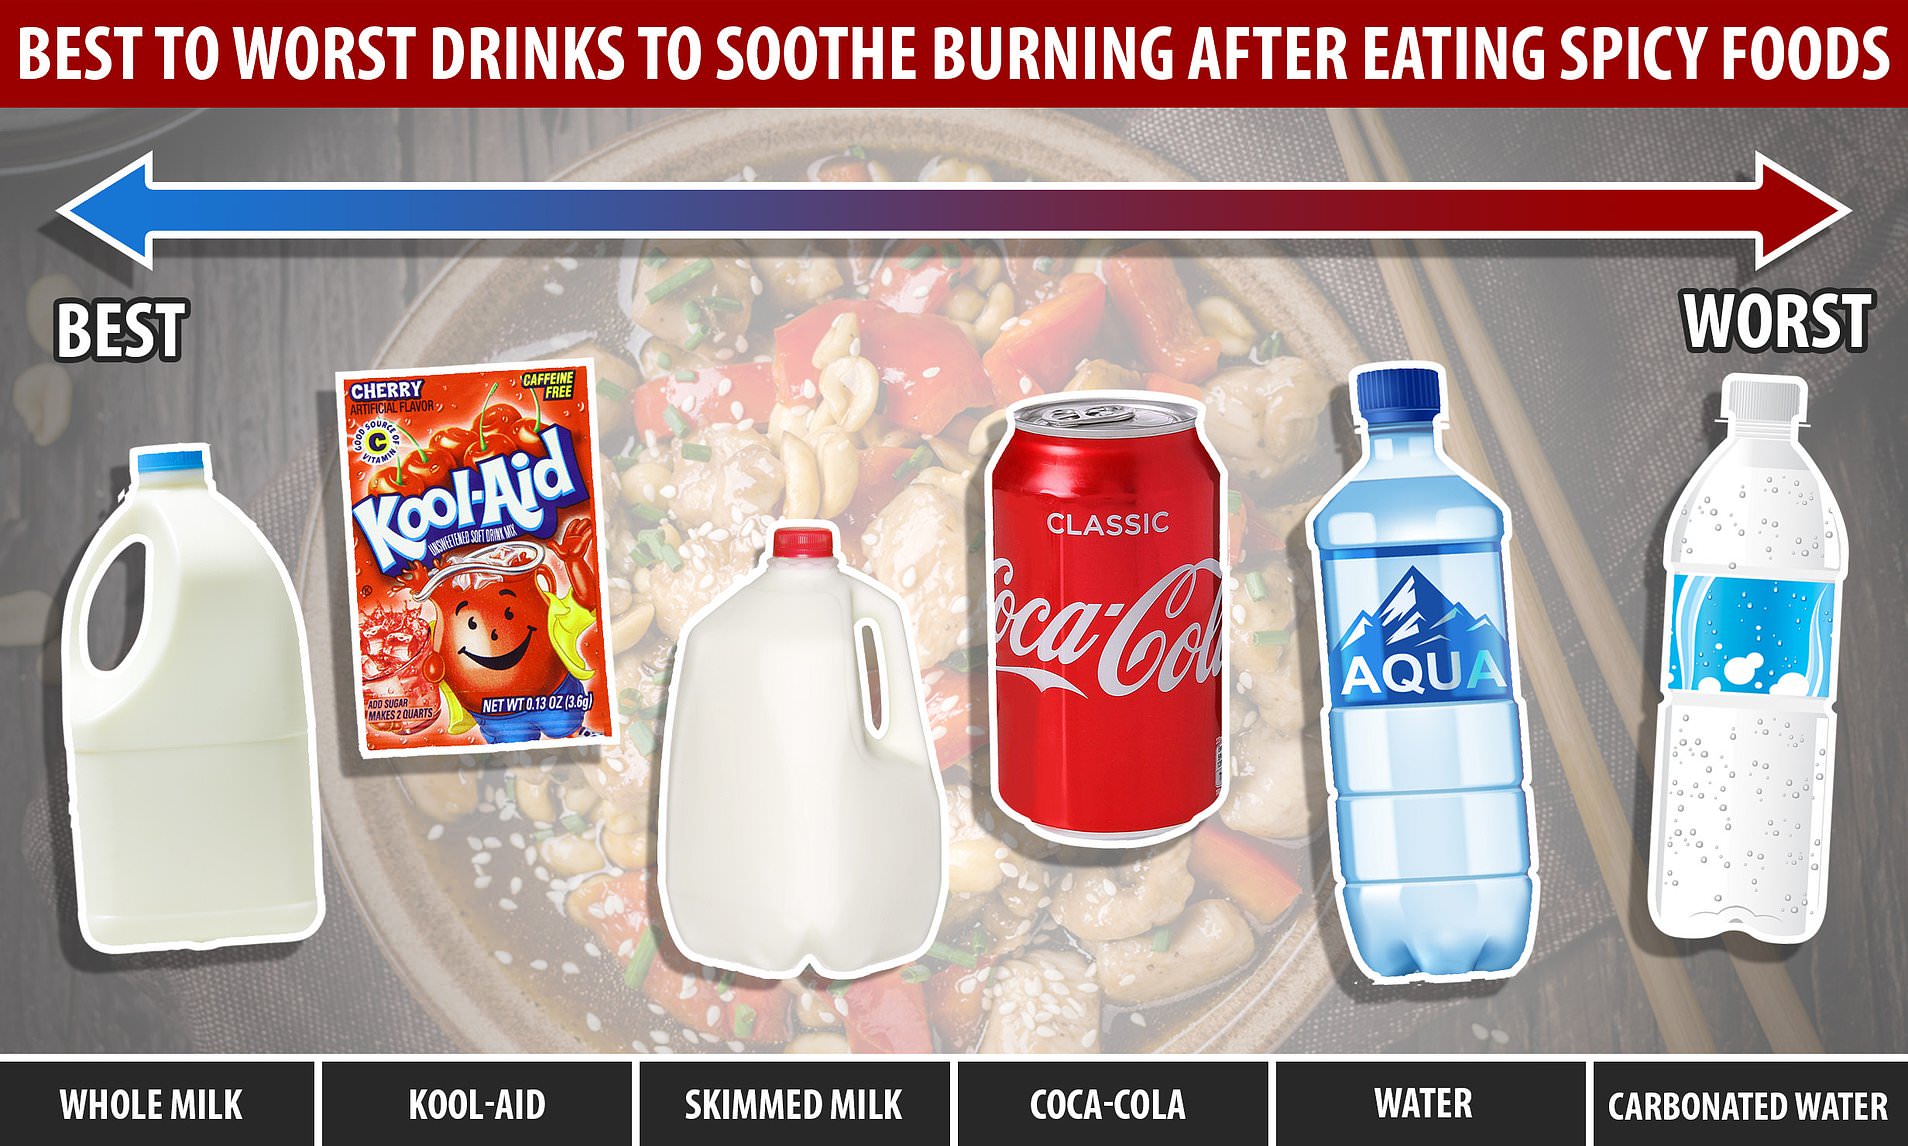 BEST TO WORST DRINKS TO SOOTHE BURNING AFTER EATING SPICY FOODS
BEST
WORST
CHERRY
ARTIFICIAL FLAVOR
CAFFEINE
FREE
GOOD SOURCE OF
C
VITAMIN
Kool-Aid
UNSWEETENED SOFT DRINK MIX
ADD SUGAR
MAKES 2 QUARTS
NET WT 0.13 OZ (3.6g)
CLASSIC
Coca-Cola
AQUA
WHOLE MILK
KOOL-AID
SKIMMED MILK
COCA-COLA
WATER
CARBONATED WATER